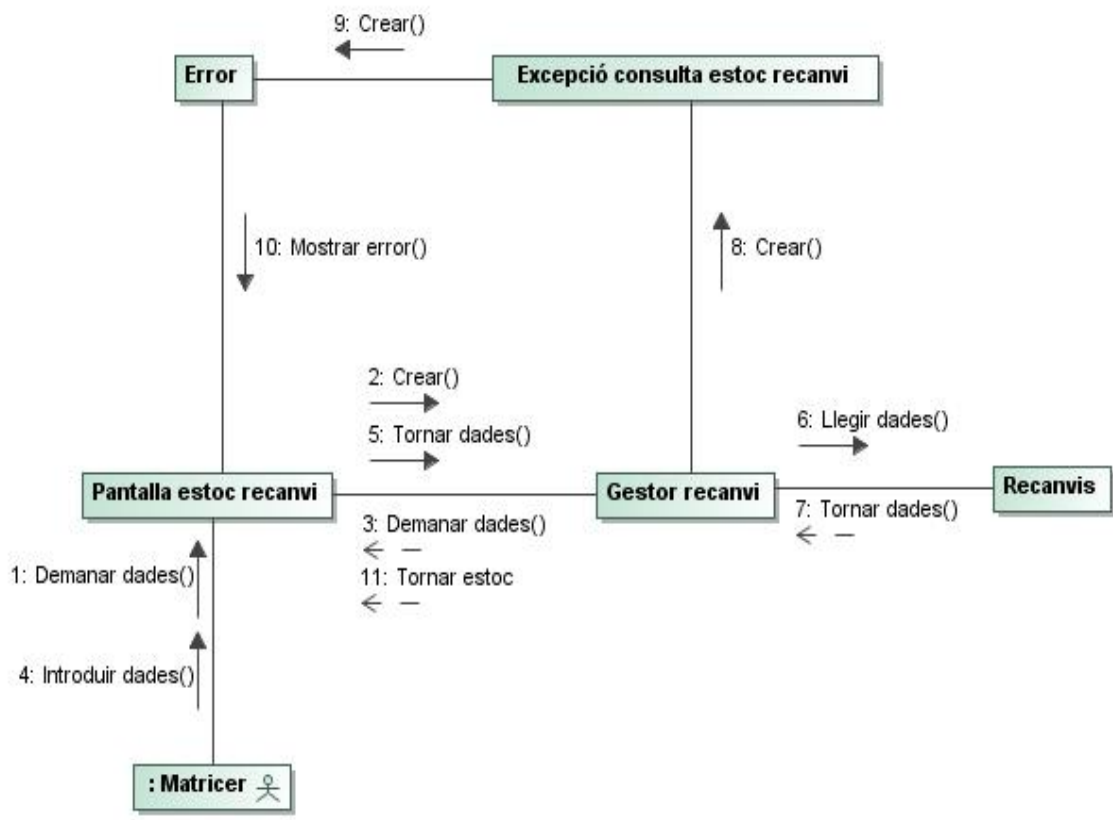 9: Crear()
Error
Excepció consulta estoc recanvi
10: Mostrar error()
8: Crear()
2: Crear()
5: Tornar dades()
6: Llegir dades()
Pantalla estoc recanvi
Gestor recanvi
Recanvis
3: Demanar dades()
7: Tornar dades()
11: Tornar estoc
1: Demanar dades()
4: Introduir dades()
: Matricer